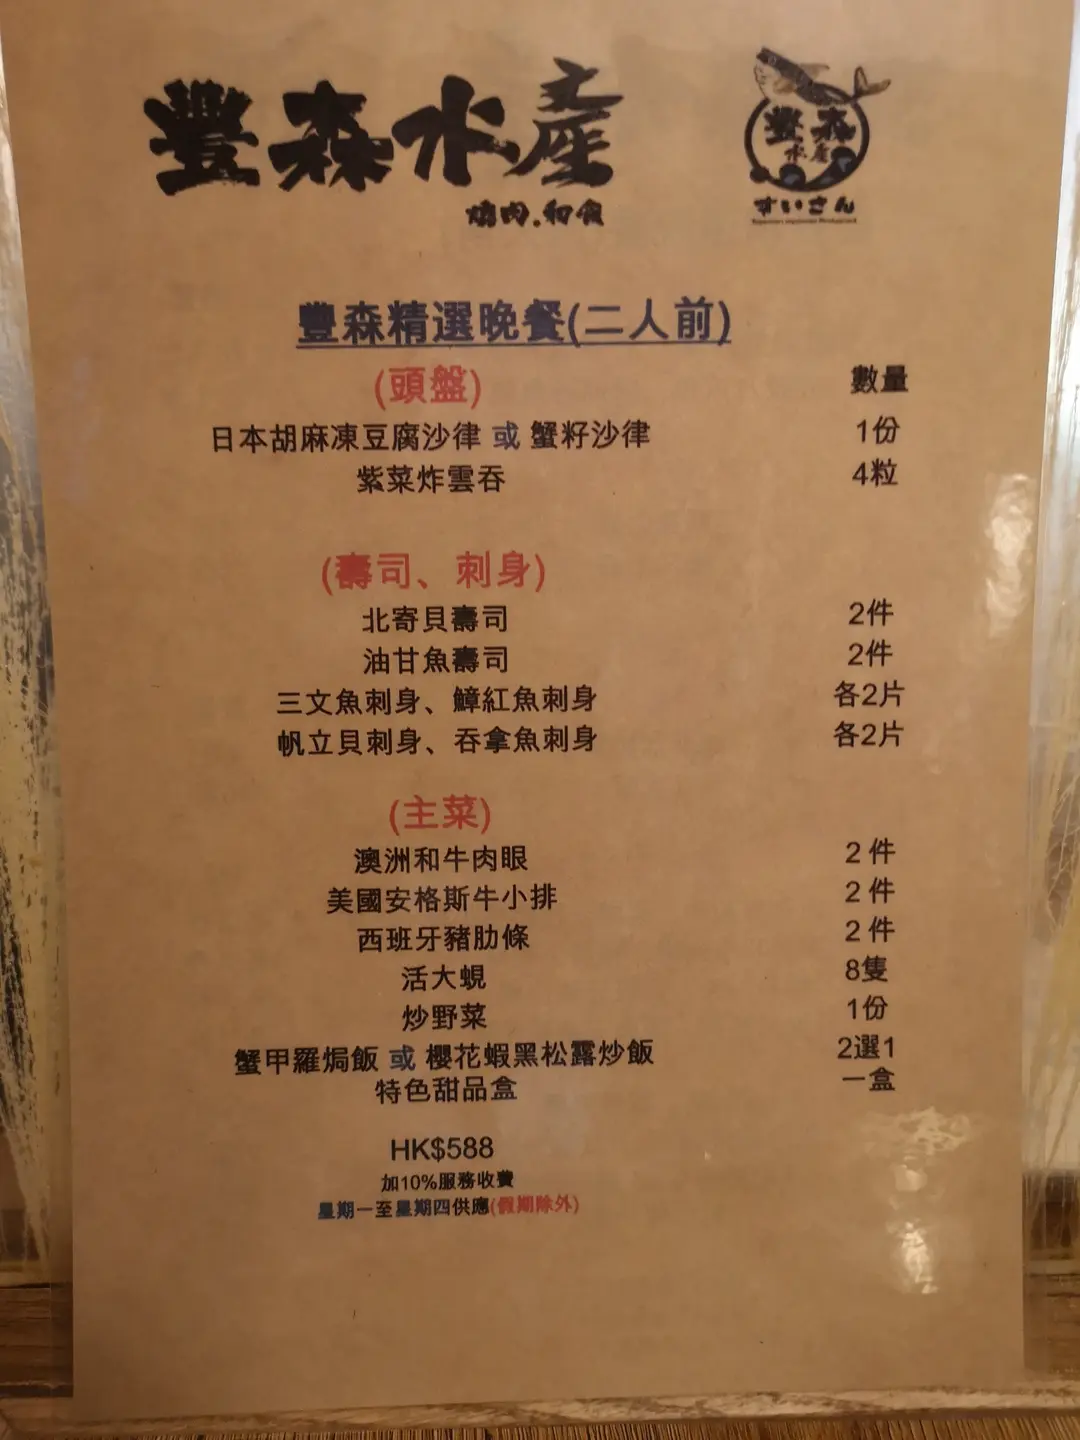 豐森水産
燒肉.和食
豐森
水産
すいさん
豐森精選晚餐(二人前)
(頭盤) 數量
日本胡麻凍豆腐沙律 或 蟹籽沙律 1份
紫菜炸雲吞 4粒
(壽司、刺身)
北寄貝壽司 2件
油甘魚壽司 2件
三文魚刺身、鱆紅魚刺身 各2片
帆立貝刺身、吞拿魚刺身 各2片
(主菜)
澳洲和牛肉眼 2 件
美國安格斯牛小排 2 件
西班牙豬肋條 2 件
活大蜆 8隻
炒野菜 1份
蟹甲羅焗飯 或 櫻花蝦黑松露炒飯 2選1
特色甜品盒 一盒
HK$588
加10%服務收費
星期一至星期四供應(假期除外)